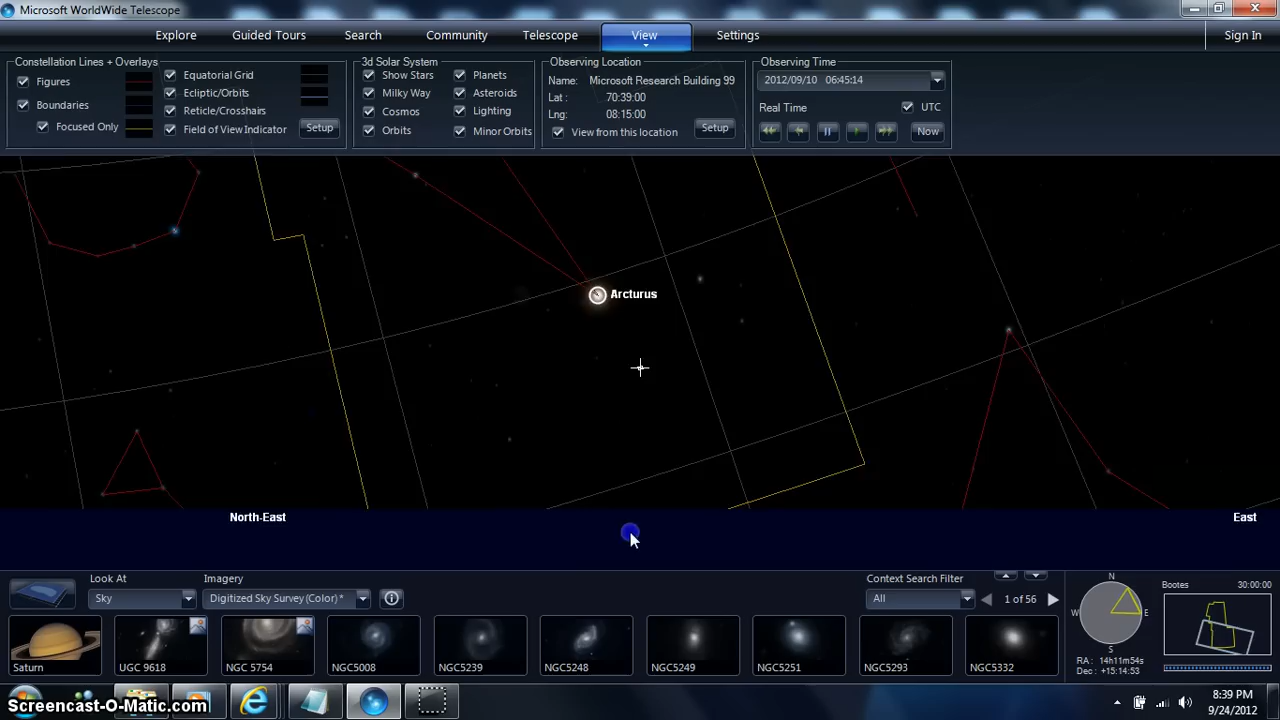 Microsoft WorldWide Telescope
Explore Guided Tours Search Community Telescope View Settings Sign In
Constellation Lines + Overlays 3d Solar System Observing Location Observing Time
Figures Equatorial Grid Show Stars Planets Name: Microsoft Research Building 99 2012/09/10 06:45:14
Boundaries Ecliptic/Orbits Milky Way Asteroids Lat : 70:39:00 Real Time UTC
Reticle/Crosshairs Cosmos Lighting Lng: 08:15:00
Focused Only Field of View Indicator Setup Orbits Minor Orbits View from this location Setup Now
Arcturus
North-East East
Look At Imagery Context Search Filter N Bootes 30:00:00
Sky Digitized Sky Survey (Color) * All 1 of 56 W E
Saturn UGC 9618 NGC 5754 NGC5008 NGC5239 NGC5248 NGC5249 NGC5251 NGC5293 NGC5332 S
RA : 14h11m54s
Dec : +15:14:53
Screencast-O-Matic.com
8:39 PM
9/24/2012